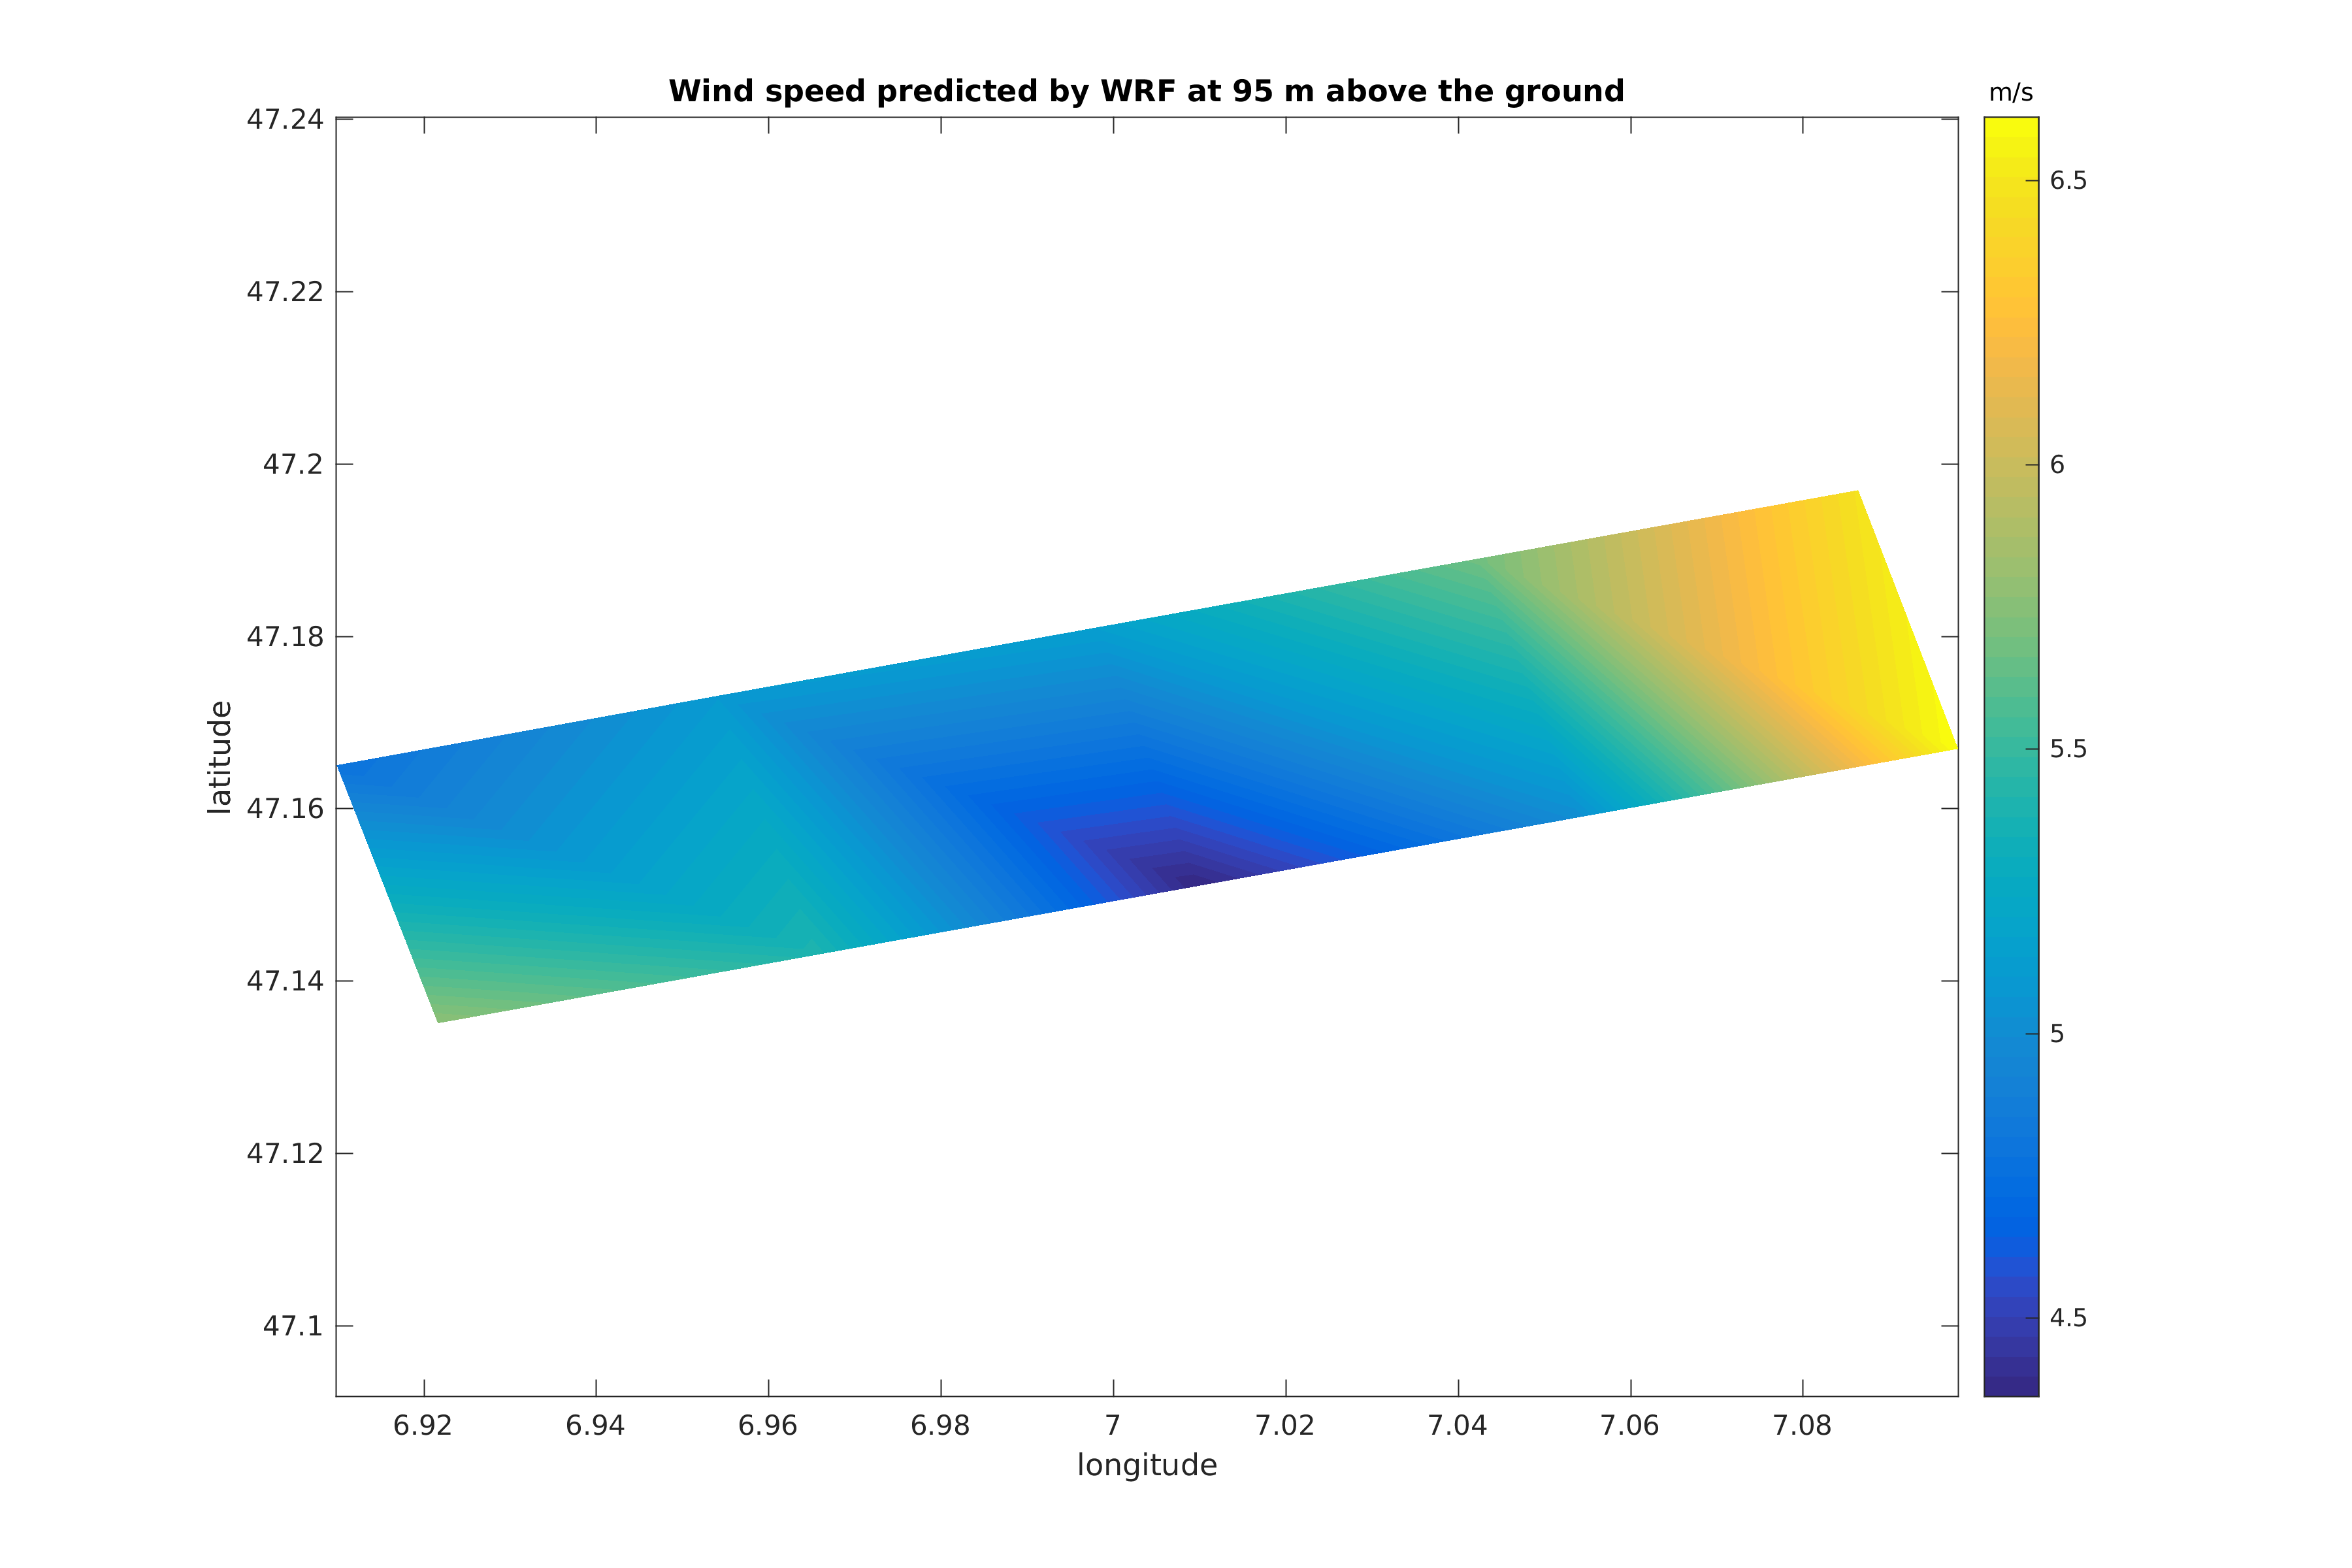 Wind speed predicted by WRF at 95 m above the ground
m/s
47.24
47.22
47.2
47.18
47.16
47.14
47.12
47.1
latitude
6.92 6.94 6.96 6.98 7 7.02 7.04 7.06 7.08
longitude
6.5
6
5.5
5
4.5